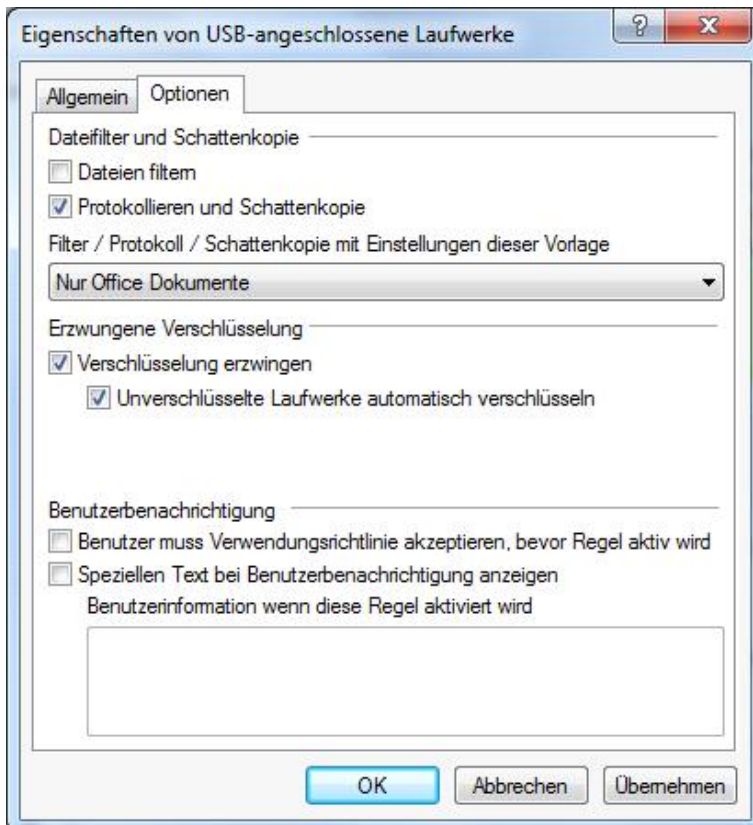 Eigenschaften von USB-angeschlossene Laufwerke
Allgemein
Optionen
Dateifilter und Schattenkopie
Dateien filtern
Protokollieren und Schattenkopie
Filter / Protokoll / Schattenkopie mit Einstellungen dieser Vorlage
Nur Office Dokumente
Erzwungene Verschlüsselung
Verschlüsselung erzwingen
Unverschlüsselte Laufwerke automatisch verschlüsseln
Benutzerbenachrichtigung
Benutzer muss Verwendungsrichtlinie akzeptieren, bevor Regel aktiv wird
Speziellen Text bei Benutzerbenachrichtigung anzeigen
Benutzerinformation wenn diese Regel aktiviert wird
OK
Abbrechen
Übernehmen